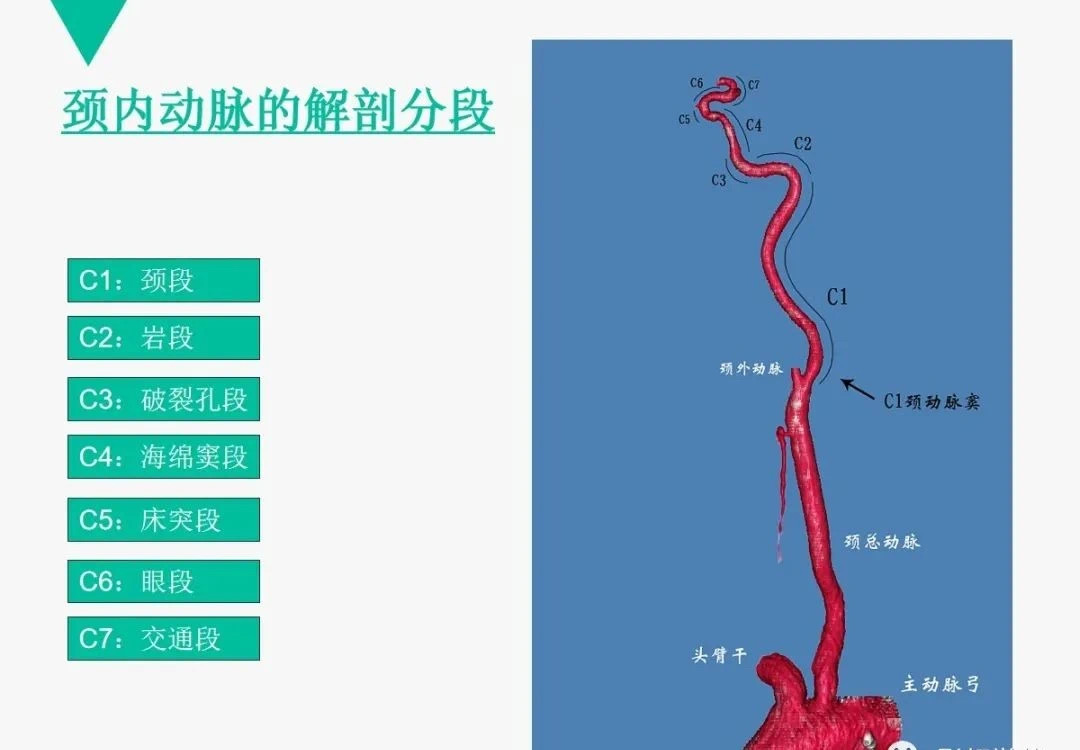 颈内动脉的解剖分段
C1：颈段
C2：岩段
C3：破裂孔段
C4：海绵窦段
C5：床突段
C6：眼段
C7：交通段
C6
C7
C5
C4
C2
C3
C1
颈外动脉
C1颈动脉窦
颈总动脉
头臂干
主动脉弓